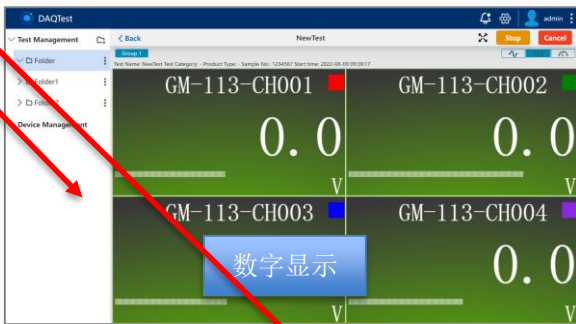 DAQTest
admin
Test Management
< Back
NewTest
Stop
Cancel
Group 1
Test Name: NewTest Test Category: - Product Type: - Sample No.: 1234567 Start time: 2022-08-09 09:39:17
Folder
Folder1
Device Management
GM-113-CH001
0.0
V
GM-113-CH002
0.0
V
GM-113-CH003
V
GM-113-CH004
0.0
V
数字显示